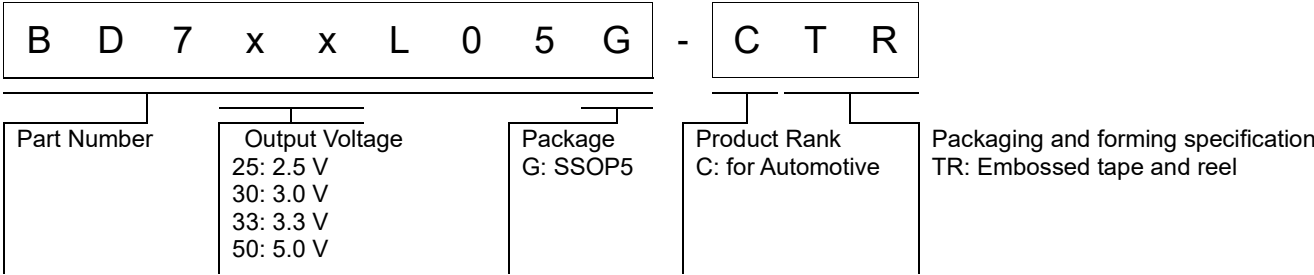 B D 7 x x L 0 5 G - C T R
Part Number
Output Voltage
25: 2.5 V
30: 3.0 V
33: 3.3 V
50: 5.0 V
Package
G: SSOP5
Product Rank
C: for Automotive
Packaging and forming specification
TR: Embossed tape and reel